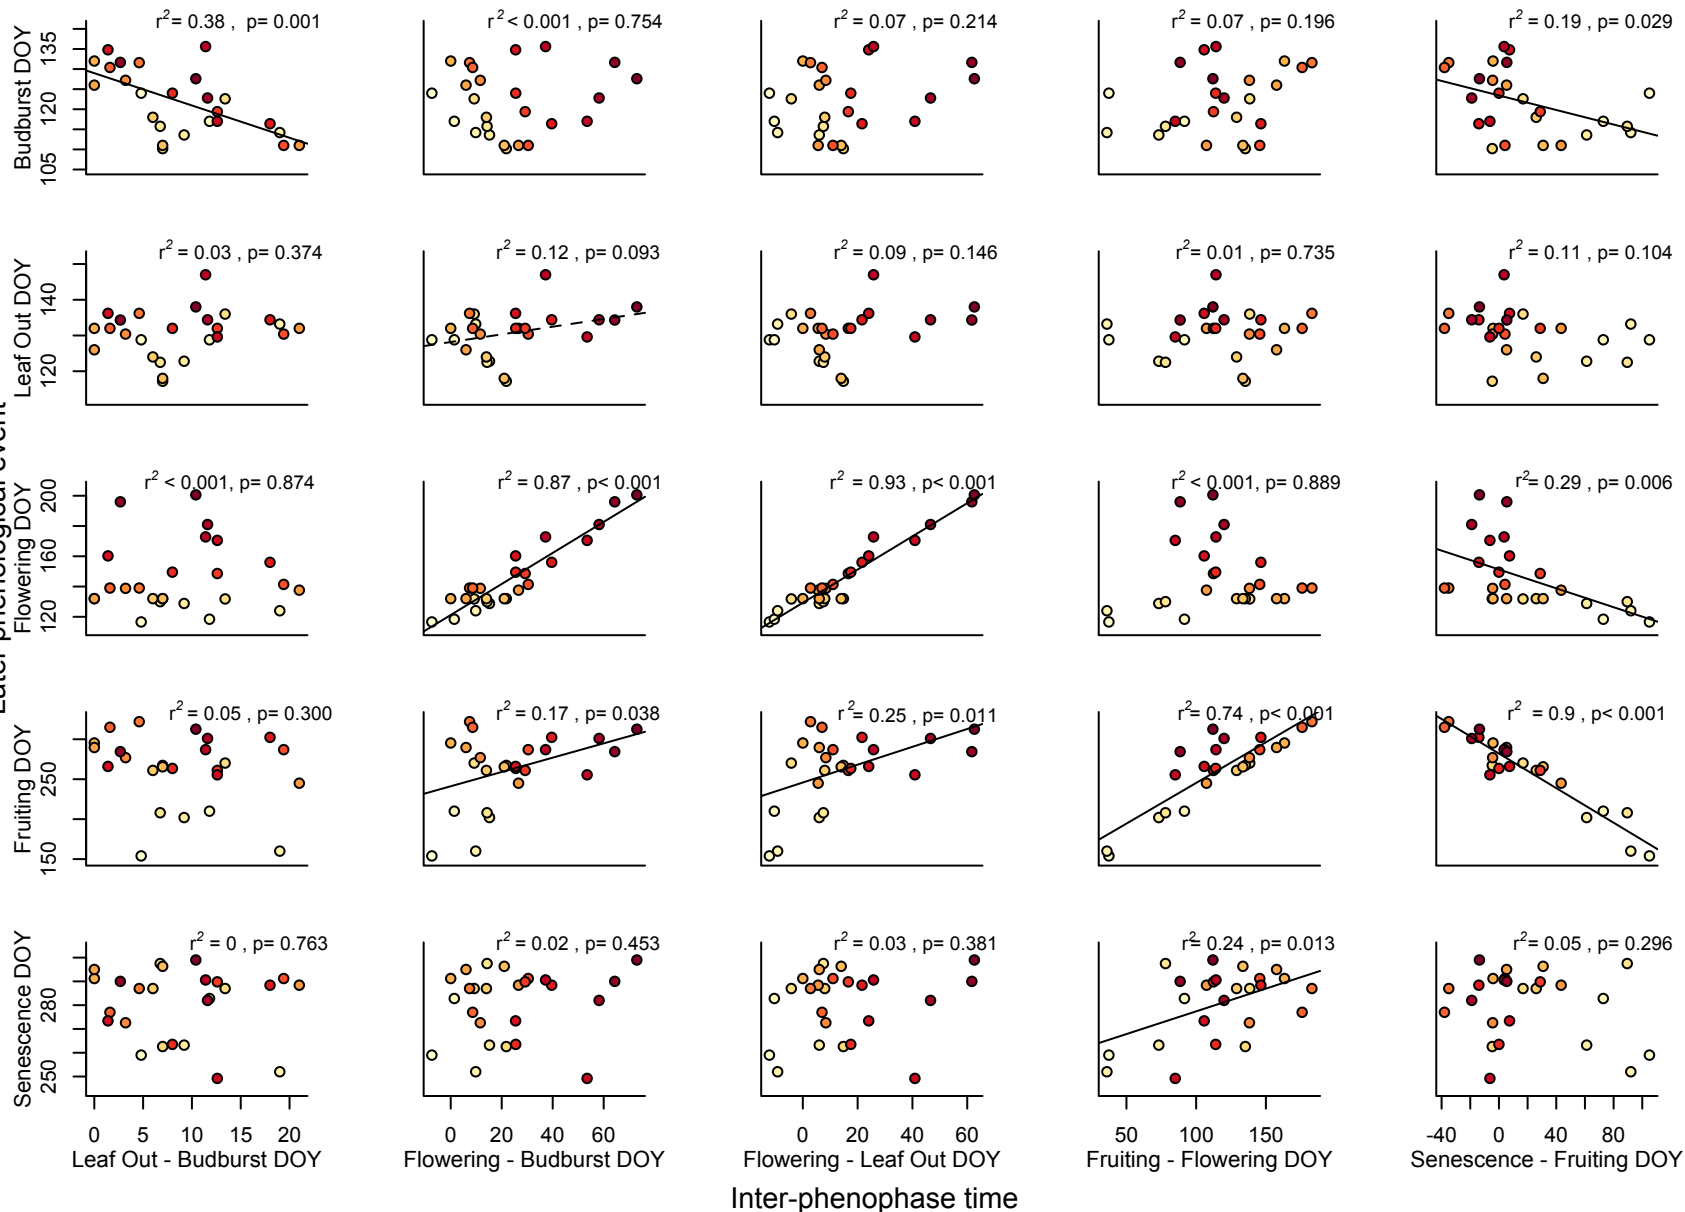 r2 = 0.38 , p= 0.001
r2 < 0.001 , p= 0.754
r2 = 0.07 , p= 0.214
r2 = 0.07 , p= 0.196
r2 = 0.19 , p= 0.029
Budburst DOY
105 120 135
r2 = 0.03 , p= 0.374
r2 = 0.12 , p= 0.093
r2 = 0.09 , p= 0.146
r2 = 0.01 , p= 0.735
r2 = 0.11 , p= 0.104
Leaf Out DOY
120 140
r2 < 0.001, p= 0.874
r2 = 0.87 , p< 0.001
r2 = 0.93 , p< 0.001
r2 < 0.001, p= 0.889
r2= 0.29 , p= 0.006
phenological event
Flowering DOY
120 160 200
r2 = 0.05 , p= 0.300
r2 = 0.17 , p= 0.038
r2 = 0.25 , p= 0.011
r2= 0.74 , p< 0.001
r2 = 0.9 , p< 0.001
Fruiting DOY
150 250
r2 = 0 , p= 0.763
r2 = 0.02 , p= 0.453
r2 = 0.03 , p= 0.381
r2= 0.24 , p= 0.013
r2= 0.05 , p= 0.296
Senescence DOY
250 280
0 5 10 15 20
0 20 40 60
0 20 40 60
50 100 150
-40 0 40 80
Leaf Out - Budburst DOY
Flowering - Budburst DOY
Flowering - Leaf Out DOY
Fruiting - Flowering DOY
Senescence - Fruiting DOY
Inter-phenophase time